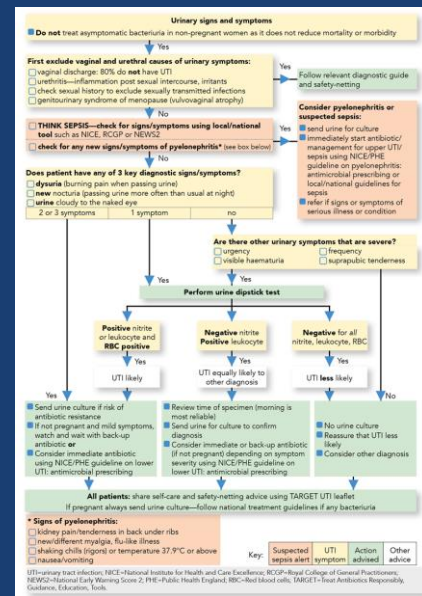 Urinary signs and symptoms
Do not treat asymptomatic bacteriuria in non-pregnant women as it does not reduce mortality or morbidity
Yes
First exclude vaginal and urethral causes of urinary symptoms:
vaginal discharge: 80% do not have UTI
urethritis—inflammation post sexual intercourse, irritants
check sexual history to exclude sexually transmitted infections
genitourinary syndrome of menopause (vulvovaginal atrophy)
Yes
Follow relevant diagnostic guide
and safety-netting
No
THINK SEPSIS—check for signs/symptoms using local/national
tool such as NICE, RCGP or NEWS2
check for any new signs/symptoms of pyelonephritis* (see box below)
Yes
Consider pyelonephritis or
suspected sepsis:
send urine for culture
immediately start antibiotic/
management for upper UTI/
sepsis using NICE/PHE
guideline on pyelonephritis:
antimicrobial prescribing or
local/national guidelines for
sepsis
refer if signs or symptoms of
serious illness or condition
No
Does patient have any of 3 key diagnostic signs/symptoms?
dysuria (burning pain when passing urine)
new nocturia (passing urine more often than usual at night)
urine cloudy to the naked eye
2 or 3 symptoms 1 symptom no
Are there other urinary symptoms that are severe?
urgency frequency
visible haematuria suprapubic tenderness
Yes Yes
Perform urine dipstick test
Positive nitrite
or leukocyte and
RBC positive
Negative nitrite
Positive leukocyte
Negative for all
nitrite, leukocyte, RBC
Yes Yes Yes
UTI likely
UTI equally likely to
other diagnosis
UTI less likely
Yes No
Send urine culture if risk of
antibiotic resistance
If not pregnant and mild symptoms,
watch and wait with back-up
antibiotic or
Consider immediate antibiotic
using NICE/PHE guideline on lower
UTI: antimicrobial prescribing
Review time of specimen (morning is
most reliable)
Send urine for culture to confirm
diagnosis
Consider immediate or back-up antibiotic
(if not pregnant) depending on symptom
severity using NICE/PHE guideline on
lower UTI: antimicrobial prescribing
No urine culture
Reassure that UTI less
likely
Consider other diagnosis
All patients: share self-care and safety-netting advice using TARGET UTI leaflet
If pregnant always send urine culture—follow national treatment guidelines if any bacteriuria
* Signs of pyelonephritis:
kidney pain/tenderness in back under ribs
new/different myalgia, flu-like illness
shaking chills (rigors) or temperature 37.9°C or above
nausea/vomiting
Key: Suspected
sepsis alert
UTI
symptom
Action
advised
Other
advice
UTI=urinary tract infection; NICE=National Institute for Health and Care Excellence; RCGP=Royal College of General Practitioners;
NEWS2=National Early Warning Score 2; PHE=Public Health England; RBC=Red blood cells; TARGET=Treat Antibiotics Responsibly,
Guidance, Education, Tools.